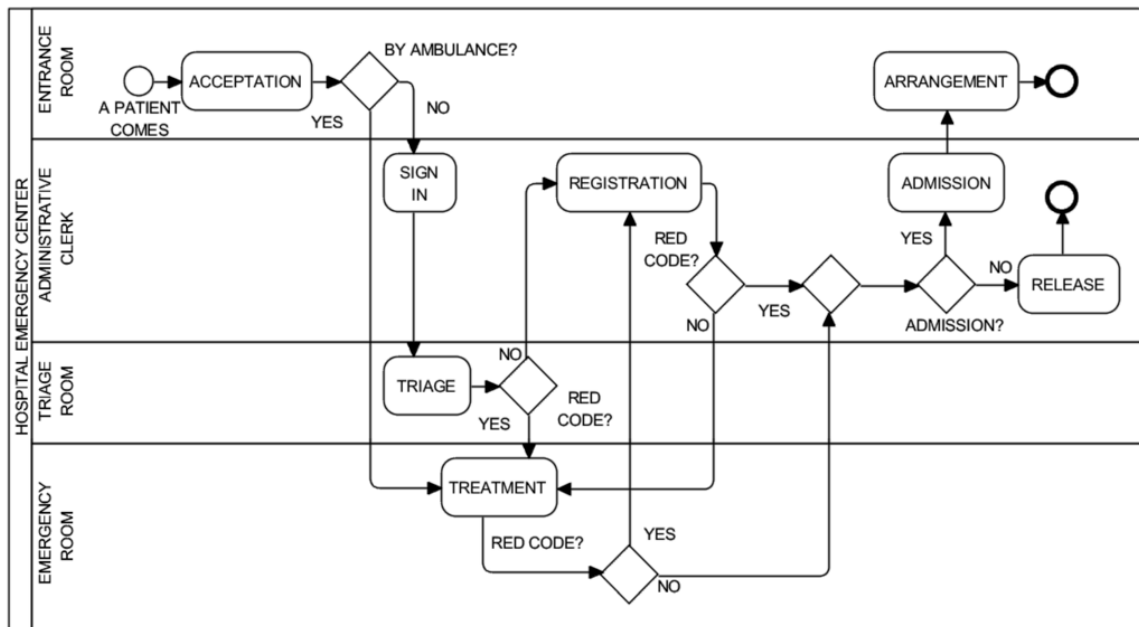 HOSPITAL EMERGENCY CENTER
ENTRANCE
ROOM
A PATIENT
COMES
ACCEPTATION
BY AMBULANCE?
YES
NO
ARRANGEMENT
ADMINISTRATIVE
CLERK
SIGN
IN
REGISTRATION
RED
CODE?
YES
NO
ADMISSION
YES
NO
ADMISSION?
RELEASE
TRIAGE
ROOM
TRIAGE
NO
YES
RED
CODE?
EMERGENCY
ROOM
TREATMENT
RED CODE?
YES
NO